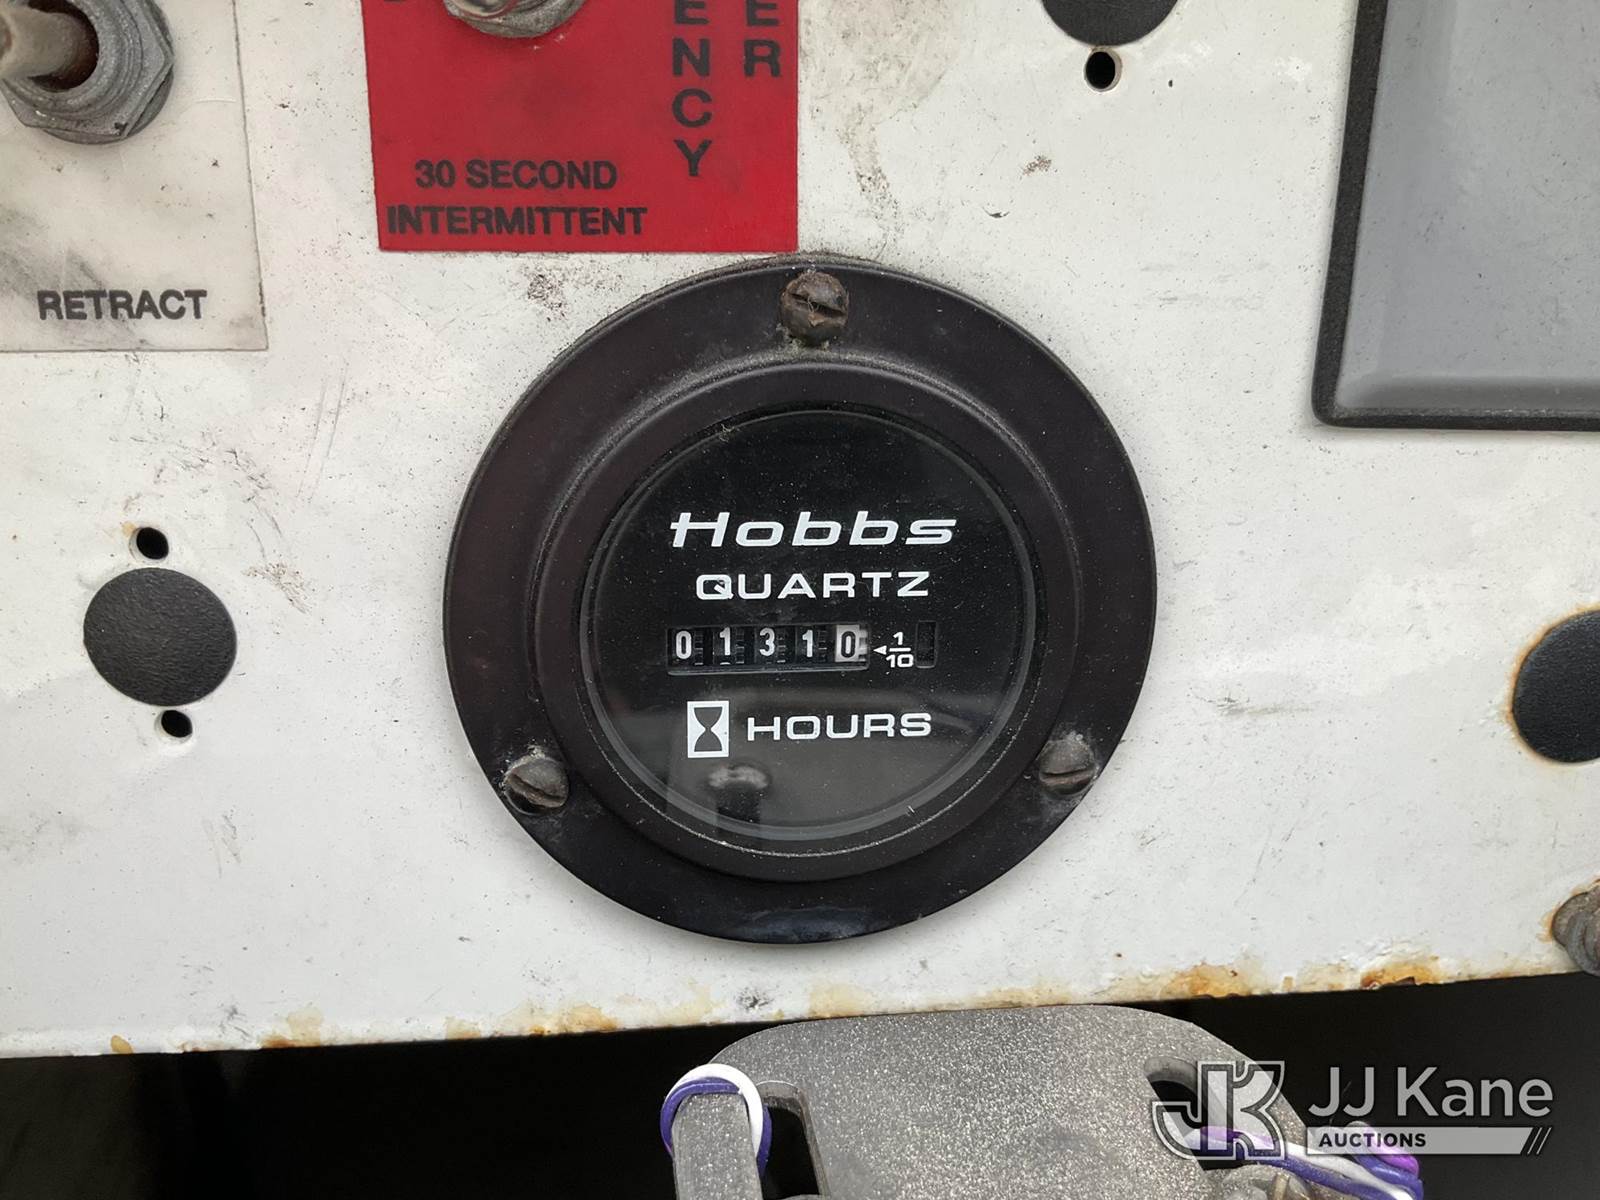 ENCY
ER
30 SECOND
INTERMITTENT
RETRACT
Hobbs
QUARTZ
0 1 3 1 0 1/10
HOURS
JJ Kane
AUCTIONS